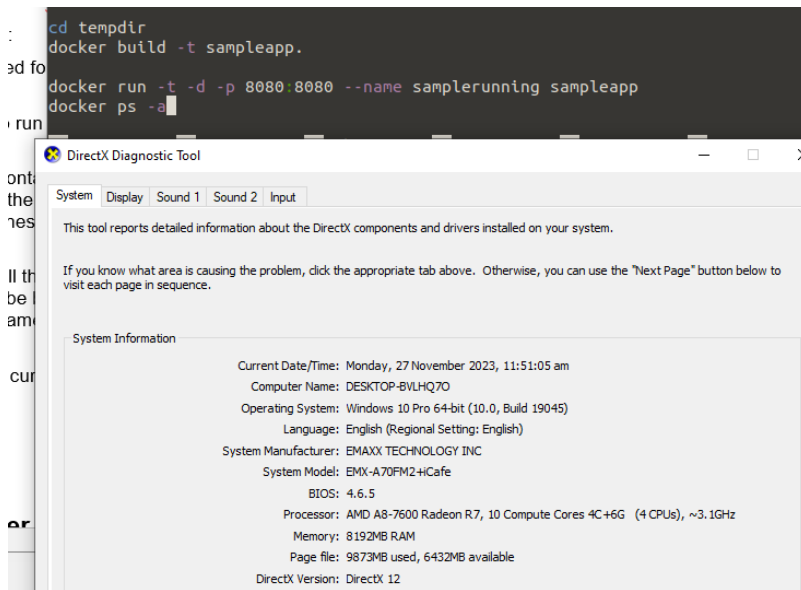 cd tempdir
docker build -t sampleapp.
docker run -t -d -p 8080:8080 --name samplerunning sampleapp
docker ps -a
run
the
be
DirectX Diagnostic Tool
System Display Sound 1 Sound 2 Input
This tool reports detailed information about the DirectX components and drivers installed on your system.
If you know what area is causing the problem, click the appropriate tab above. Otherwise, you can use the "Next Page" button below to
visit each page in sequence.
System Information
Current Date/Time: Monday, 27 November 2023, 11:51:05 am
Computer Name: DESKTOP-BVLHQ7O
Operating System: Windows 10 Pro 64-bit (10.0, Build 19045)
Language: English (Regional Setting: English)
System Manufacturer: EMAXX TECHNOLOGY INC
System Model: EMX-A70FM2+iCafe
BIOS: 4.6.5
Processor: AMD A8-7600 Radeon R7, 10 Compute Cores 4C+6G (4 CPUs), ~3.1GHz
Memory: 8192MB RAM
Page file: 9873MB used, 6432MB available
DirectX Version: DirectX 12